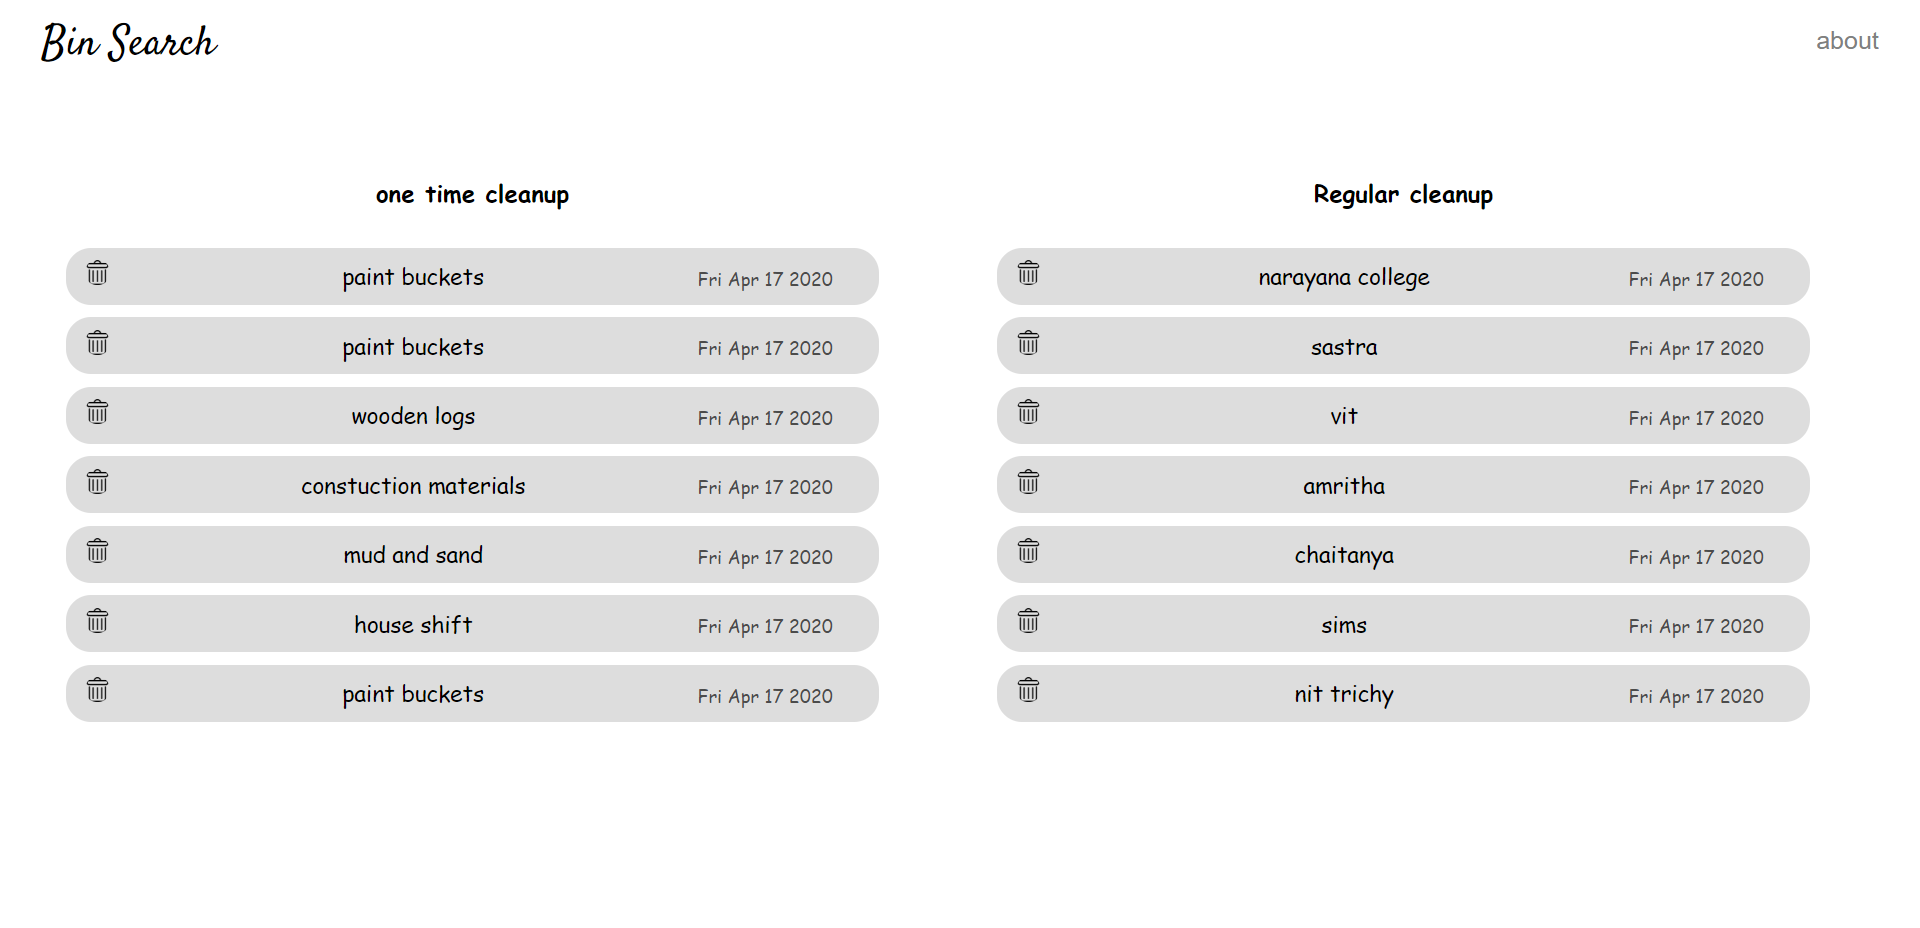 Bin Search
about
one time cleanup
paint buckets Fri Apr 17 2020
paint buckets Fri Apr 17 2020
wooden logs Fri Apr 17 2020
constuction materials Fri Apr 17 2020
mud and sand Fri Apr 17 2020
house shift Fri Apr 17 2020
paint buckets Fri Apr 17 2020
Regular cleanup
narayana college Fri Apr 17 2020
sastra Fri Apr 17 2020
vit Fri Apr 17 2020
amritha Fri Apr 17 2020
chaitanya Fri Apr 17 2020
sims Fri Apr 17 2020
nit trichy Fri Apr 17 2020